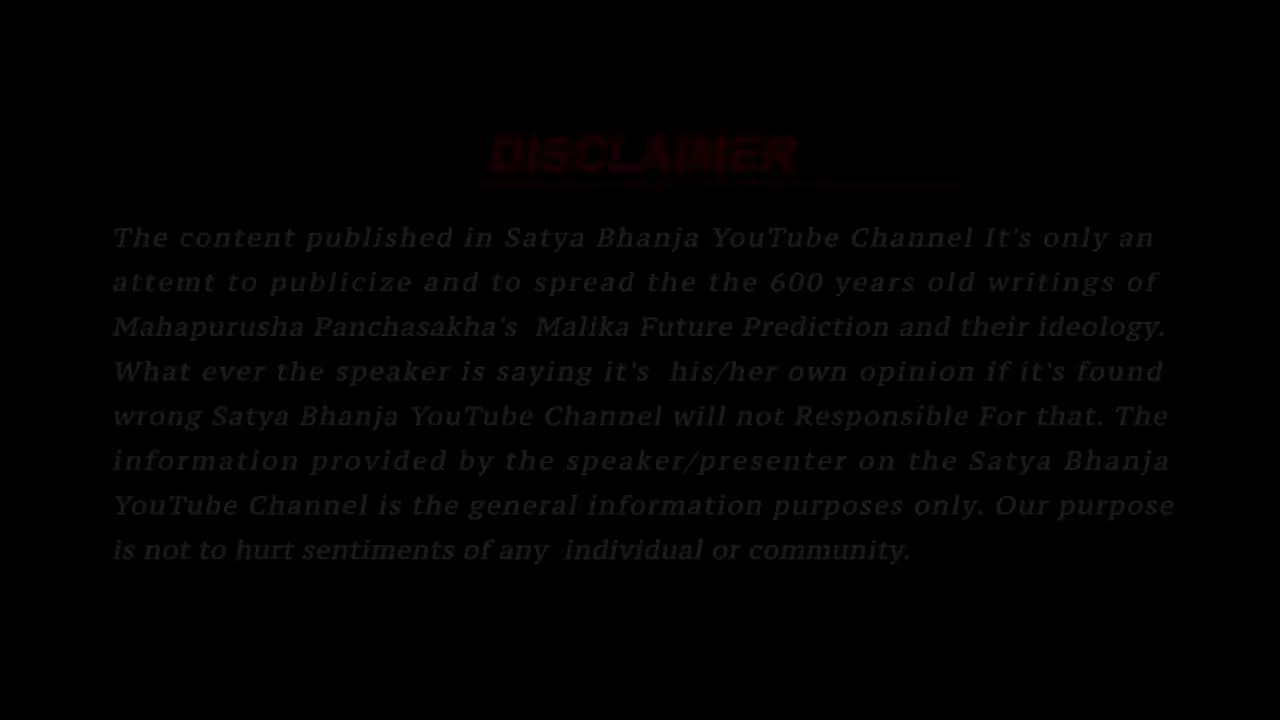 DISCLAIMER
The content published in Satya Bhanja YouTube Channel It's only an
attemt to publicize and to spread the the 600 years old writings of
Mahapurusha Panchasakha's Malika Future Prediction and their ideology.
What ever the speaker is saying it's his/her own opinion if it's found
wrong Satya Bhanja YouTube Channel will not Responsible For that. The
information provided by the speaker/presenter on the Satya Bhanja
YouTube Channel is the general information purposes only. Our purpose
is not to hurt sentiments of any individual or community.